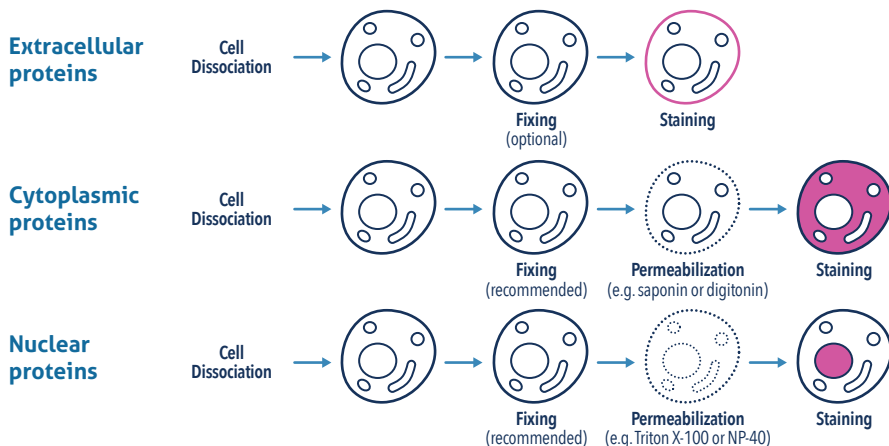 Extracellular
proteins
Cell
Dissociation
Fixing
(optional)
Staining
Cytoplasmic
proteins
Cell
Dissociation
Fixing
(recommended)
Permeabilization
(e.g. saponin or digitonin)
Staining
Nuclear
proteins
Cell
Dissociation
Fixing
(recommended)
Permeabilization
(e.g. Triton X-100 or NP-40)
Staining